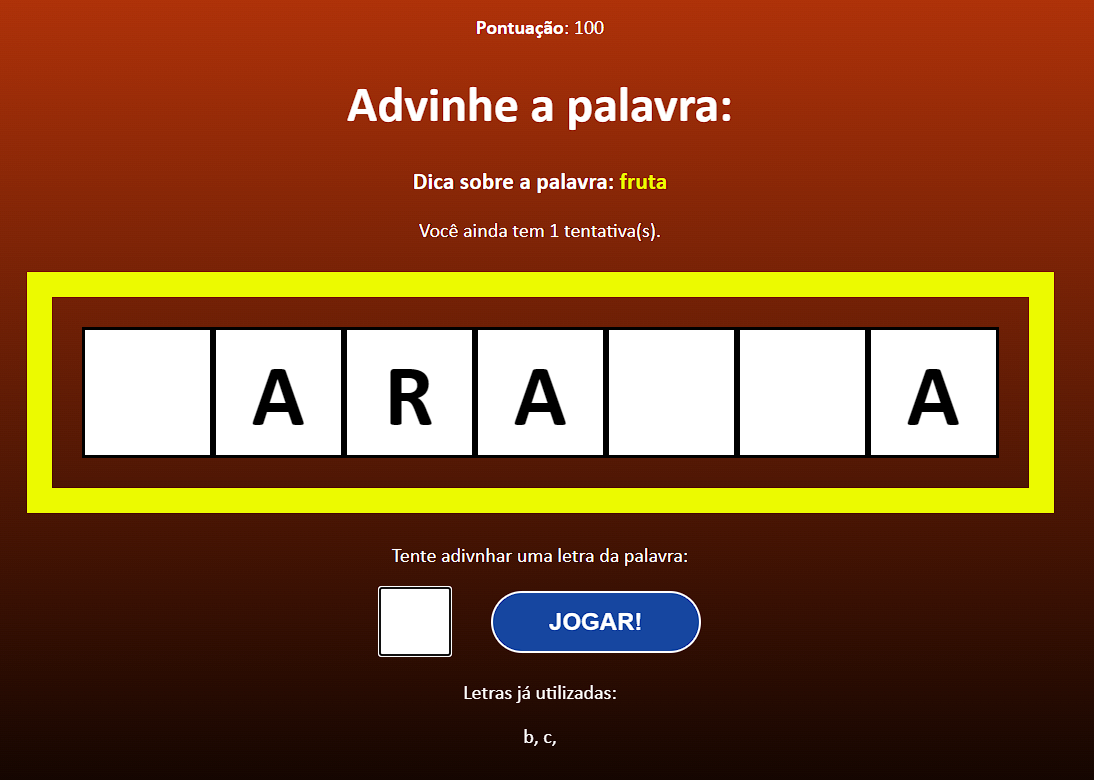 Pontuação: 100
Advinhe a palavra:
Dica sobre a palavra: fruta
Você ainda tem 1 tentativa(s).
A R A A
Tente adivnhar uma letra da palavra:
JOGAR!
Letras já utilizadas:
b, c,